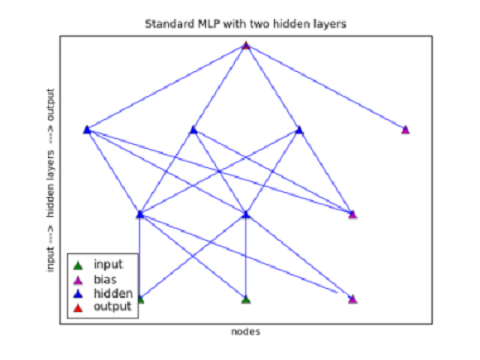 Standard MLP with two hidden layers
input ---> hidden layers ---> output
input
bias
hidden
output
nodes